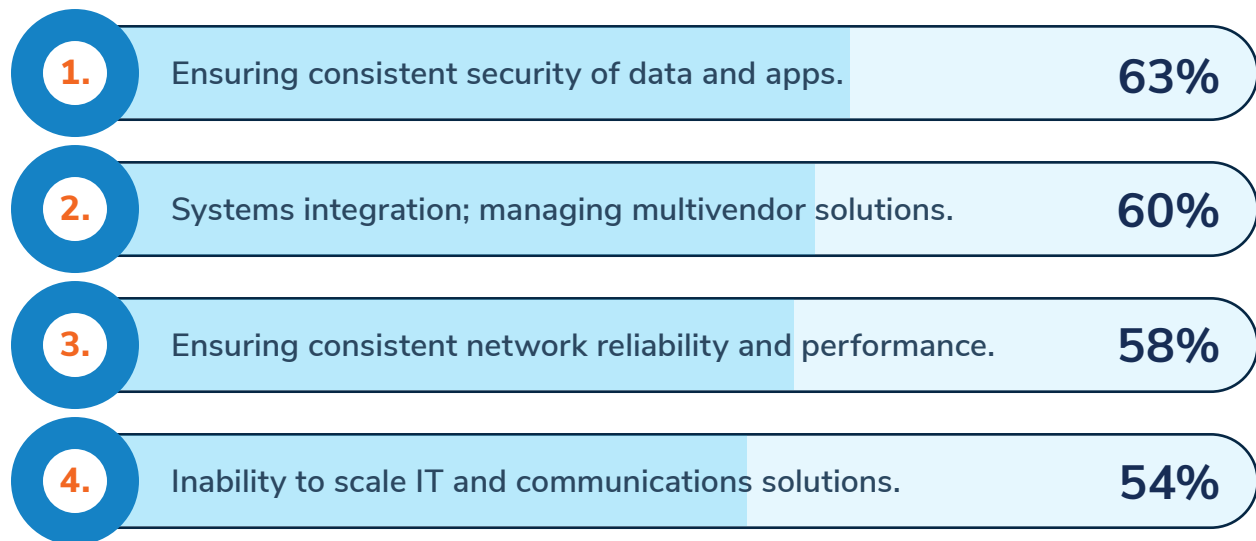 1. Ensuring consistent security of data and apps. 63%
2. Systems integration; managing multivendor solutions. 60%
3. Ensuring consistent network reliability and performance. 58%
4. Inability to scale IT and communications solutions. 54%